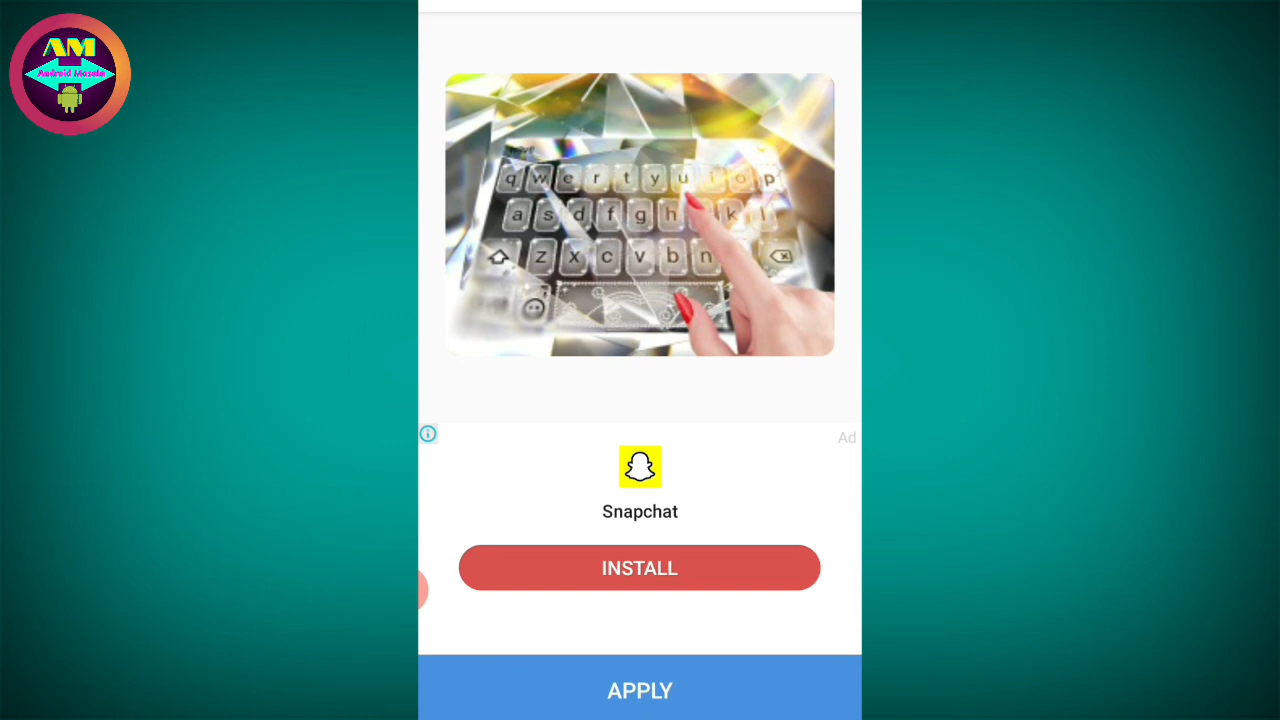 AM
Android Masala
q w e r t y u i o p
a s d f g h k l
z x c v b n
Ad
Snapchat
INSTALL
APPLY